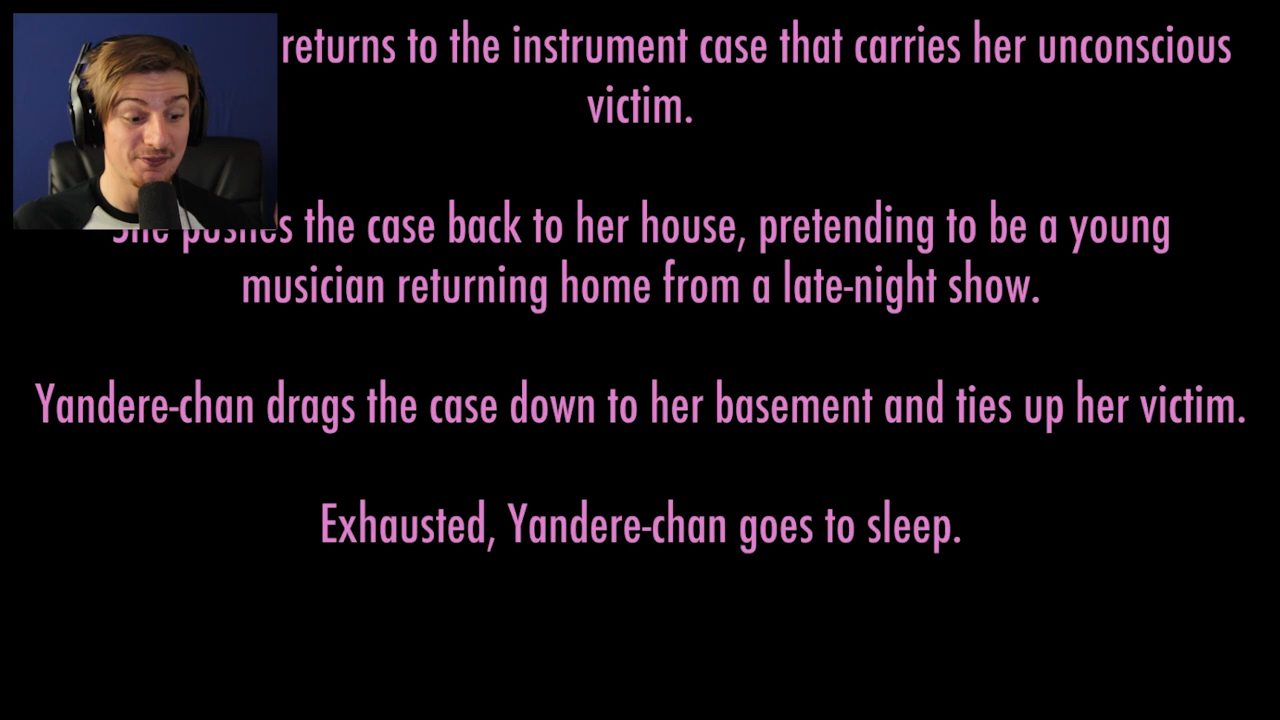 returns to the instrument case that carries her unconscious
victim.
She pushes the case back to her house, pretending to be a young
musician returning home from a late-night show.
Yandere-chan drags the case down to her basement and ties up her victim.
Exhausted, Yandere-chan goes to sleep.